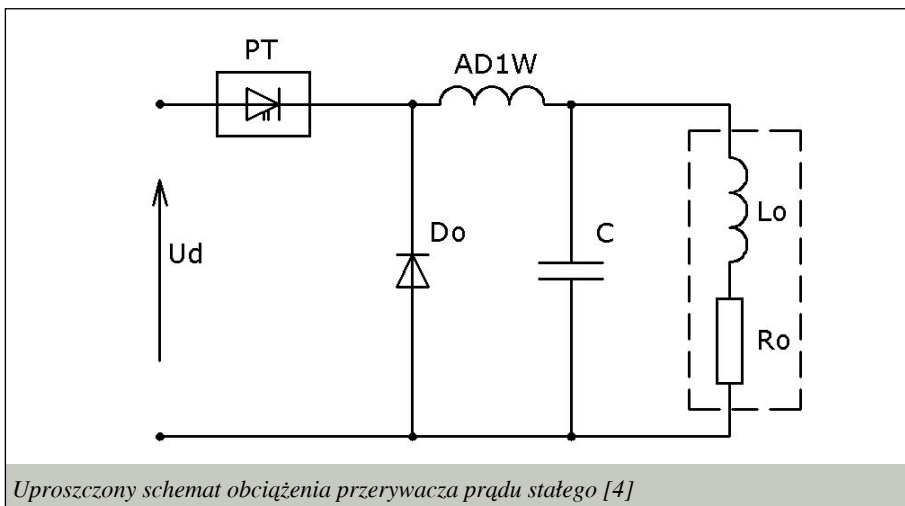 PT
AD1W
Ud
Do
C
Lo
Ro
Uproszczony schemat obciążenia przerywacza prądu stałego [4]